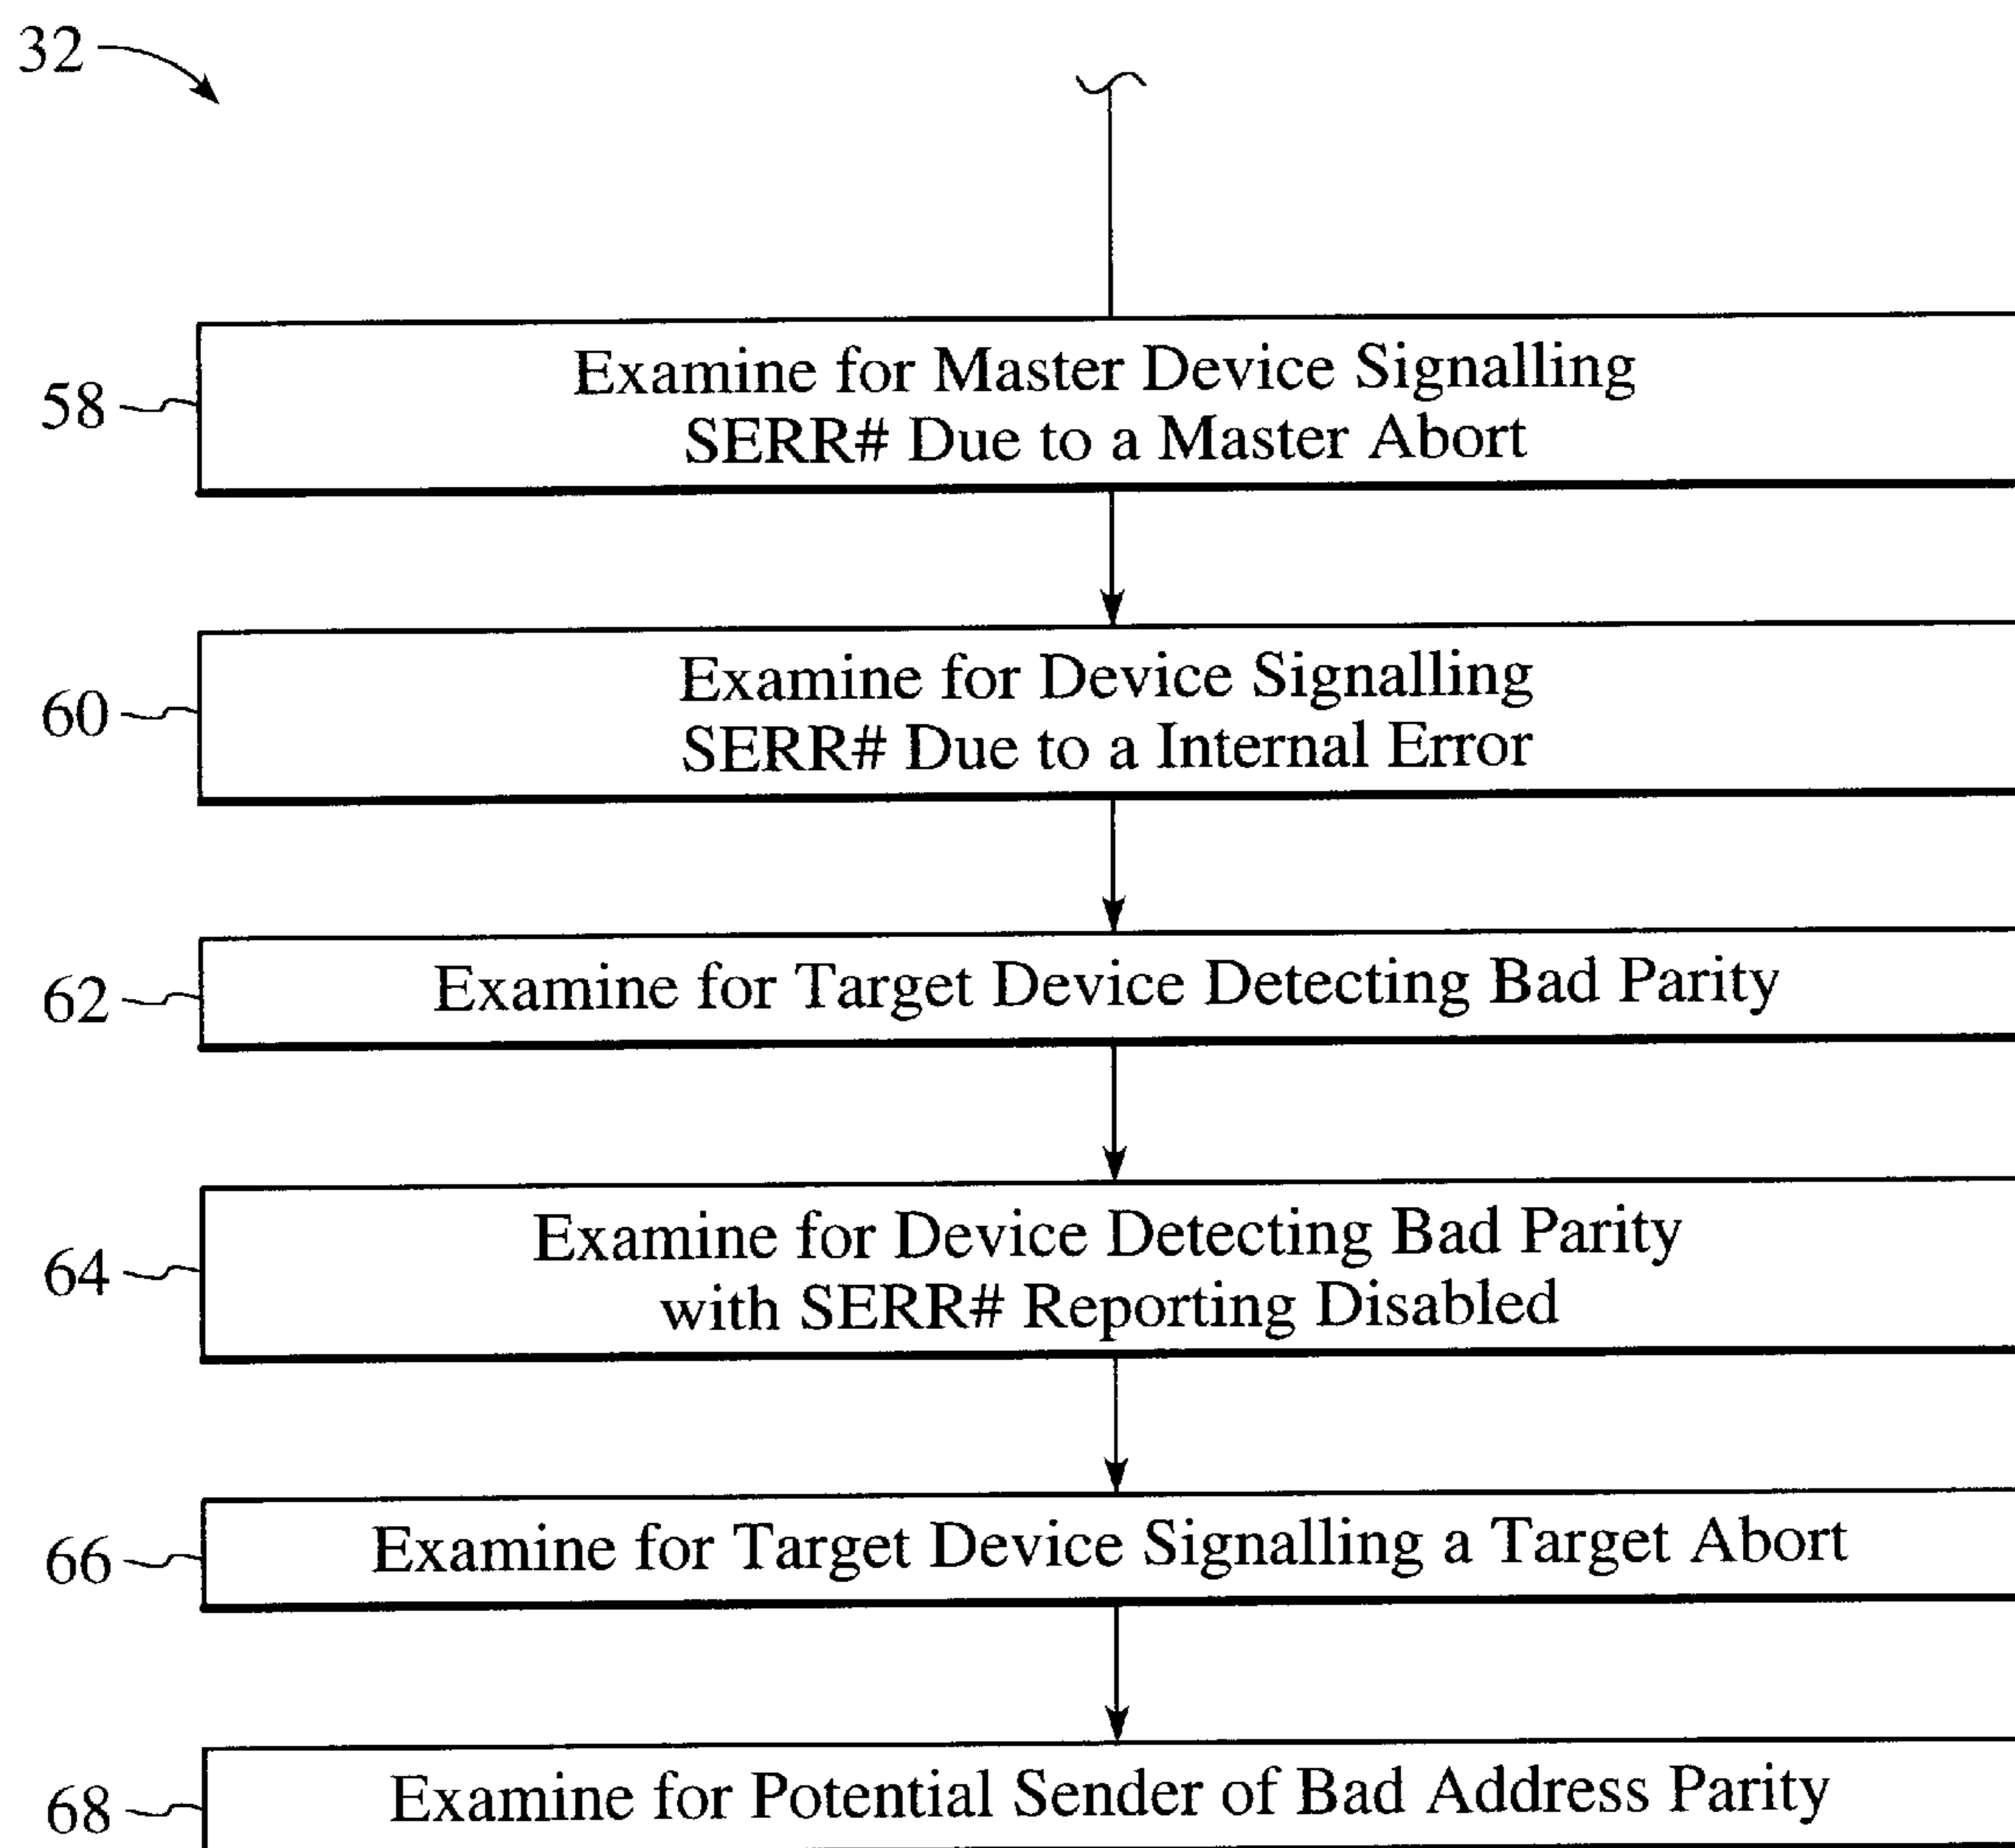 32
58
Examine for Master Device Signalling
SERR# Due to a Master Abort
60
Examine for Device Signalling
SERR# Due to a Internal Error
62
Examine for Target Device Detecting Bad Parity
64
Examine for Device Detecting Bad Parity
with SERR# Reporting Disabled
66
Examine for Target Device Signalling a Target Abort
68
Examine for Potential Sender of Bad Address Parity